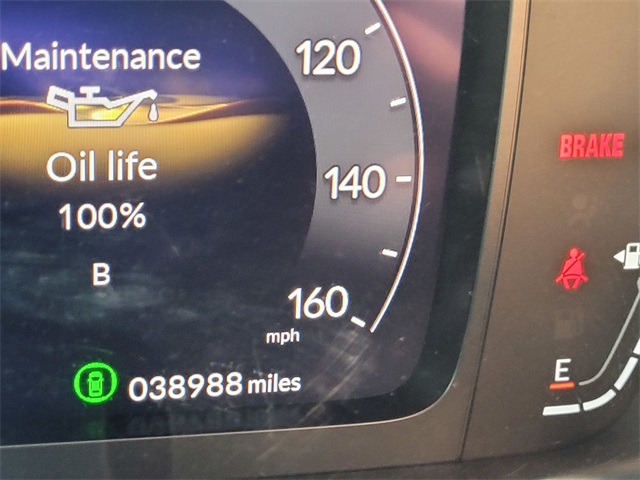 Maintenance
Oil life
100%
B
038988 miles
120
140
160
mph
BRAKE
E